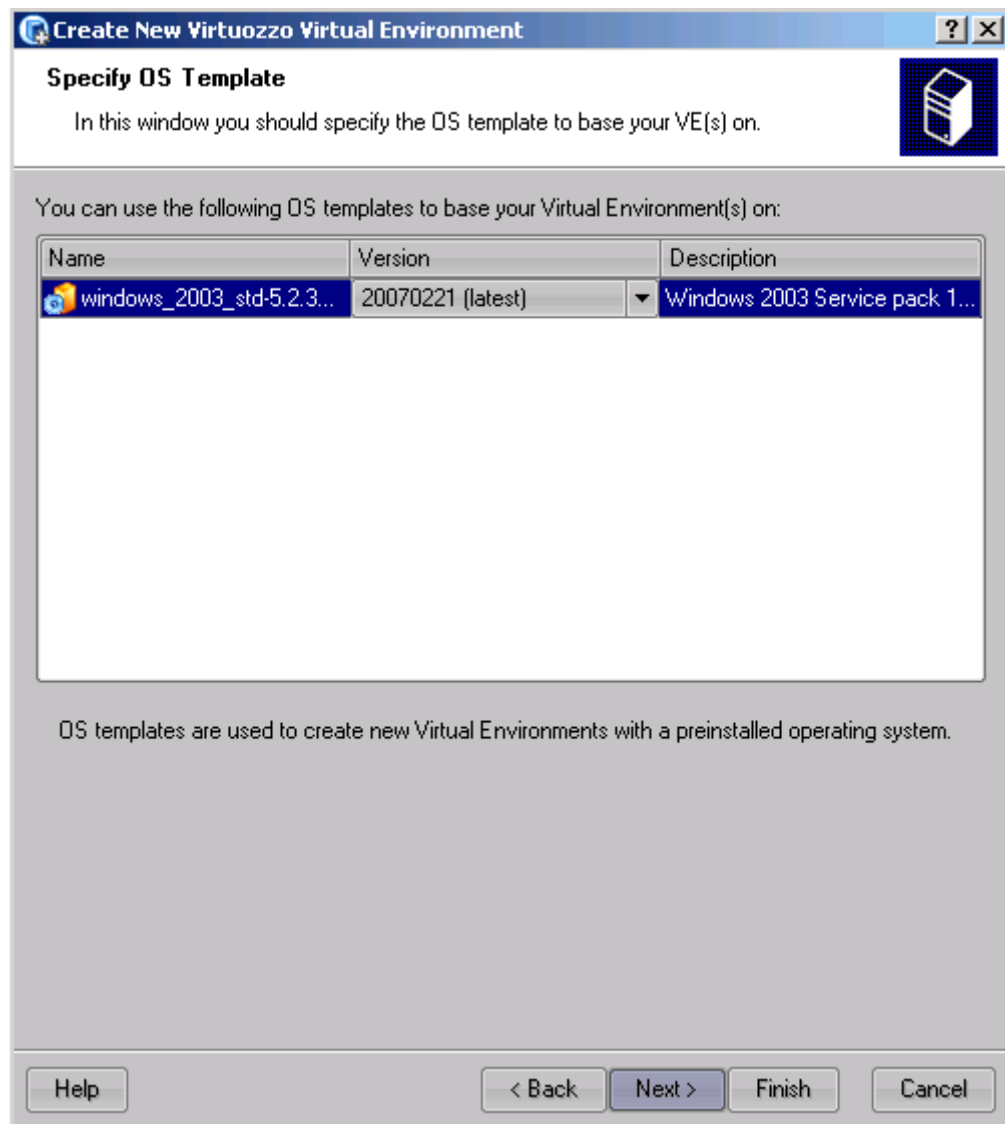 Create New Virtuozzo Virtual Environment
Specify OS Template
In this window you should specify the OS template to base your VE(s) on.
You can use the following OS templates to base your Virtual Environment(s) on:
Name Version Description
windows_2003_std-5.2.3... 20070221 (latest) Windows 2003 Service pack 1...
OS templates are used to create new Virtual Environments with a preinstalled operating system.
Help < Back Next > Finish Cancel